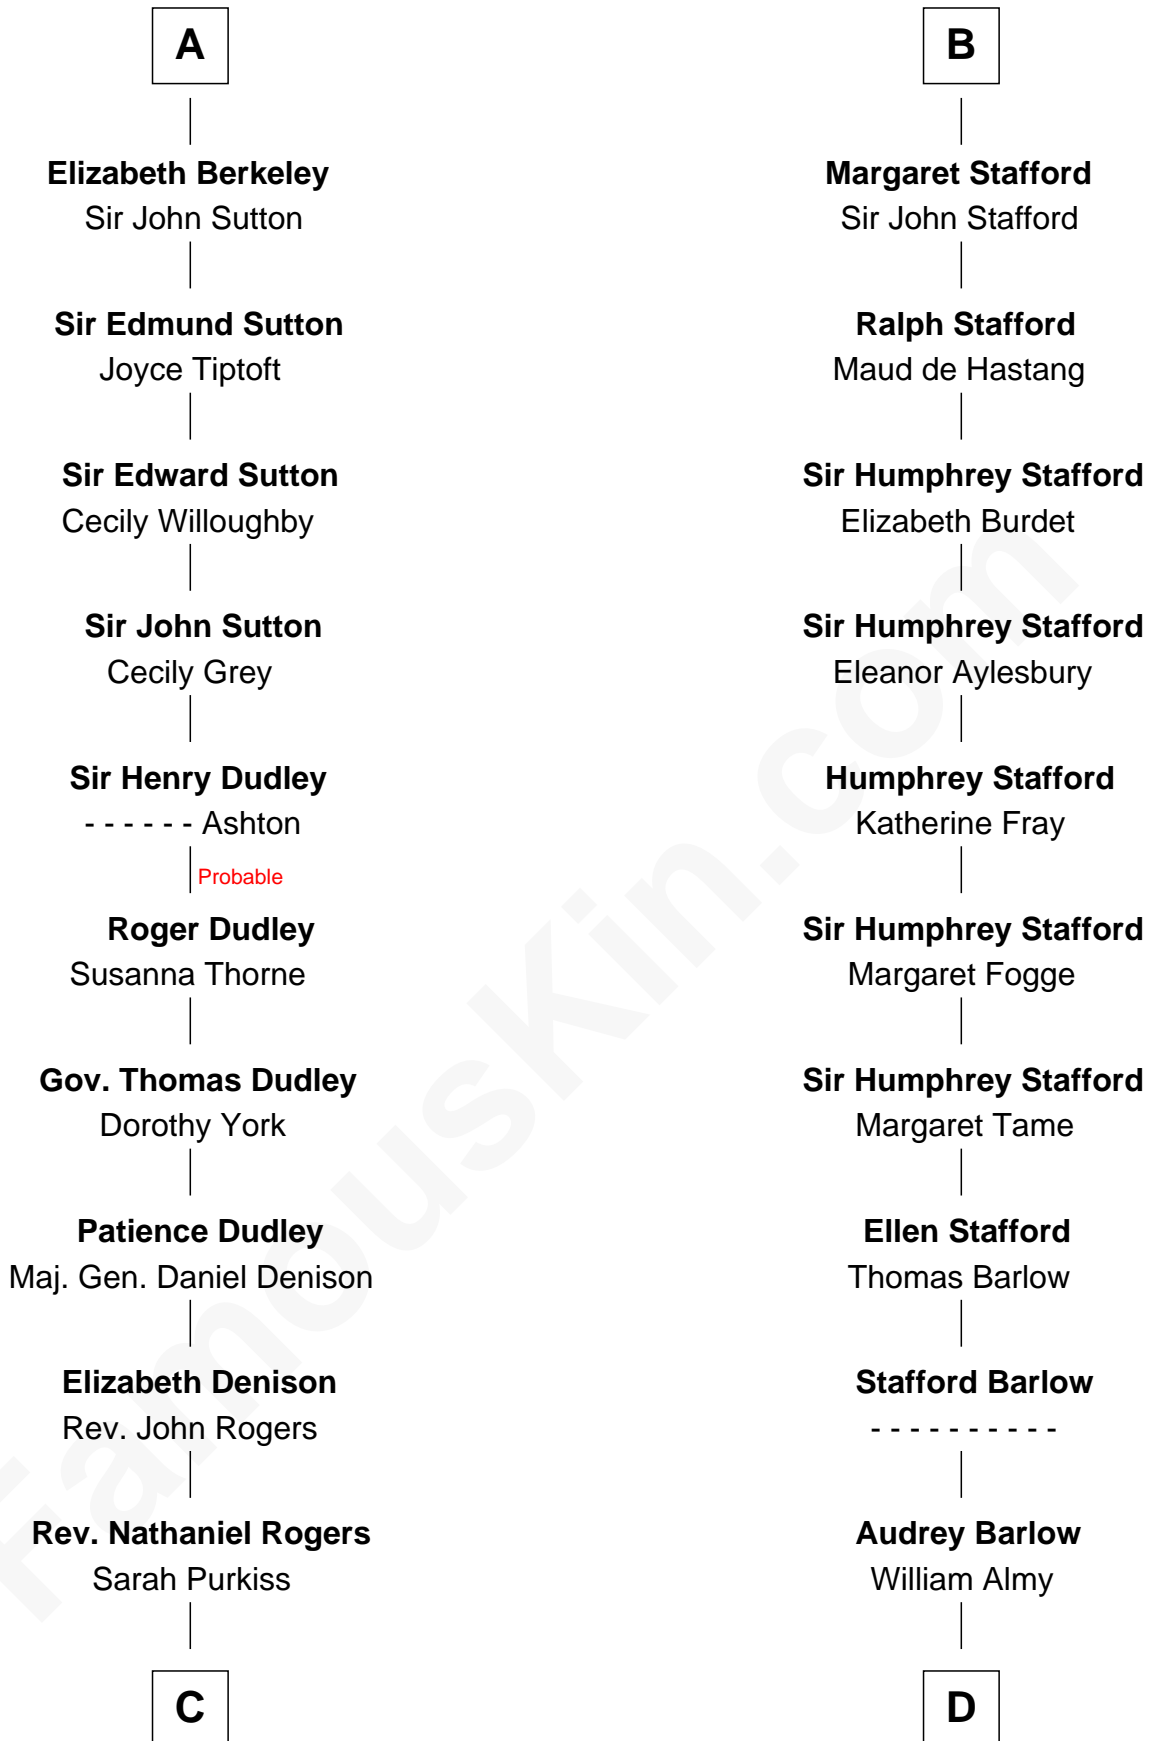 A
Elizabeth Berkeley
Sir John Sutton
Sir Edmund Sutton
Joyce Tiptoft
Sir Edward Sutton
Cecily Willoughby
Sir John Sutton
Cecily Grey
Sir Henry Dudley
- - - - - - Ashton
Probable
Roger Dudley
Susanna Thorne
Gov. Thomas Dudley
Dorothy York
Patience Dudley
Maj. Gen. Daniel Denison
Elizabeth Denison
Rev. John Rogers
Rev. Nathaniel Rogers
Sarah Purkiss
C
B
Margaret Stafford
Sir John Stafford
Ralph Stafford
Maud de Hastang
Sir Humphrey Stafford
Elizabeth Burdet
Sir Humphrey Stafford
Eleanor Aylesbury
Humphrey Stafford
Katherine Fray
Sir Humphrey Stafford
Margaret Fogge
Sir Humphrey Stafford
Margaret Tame
Ellen Stafford
Thomas Barlow
Stafford Barlow
- - - - - - - - - -
Audrey Barlow
William Almy
D
FamousKin.com